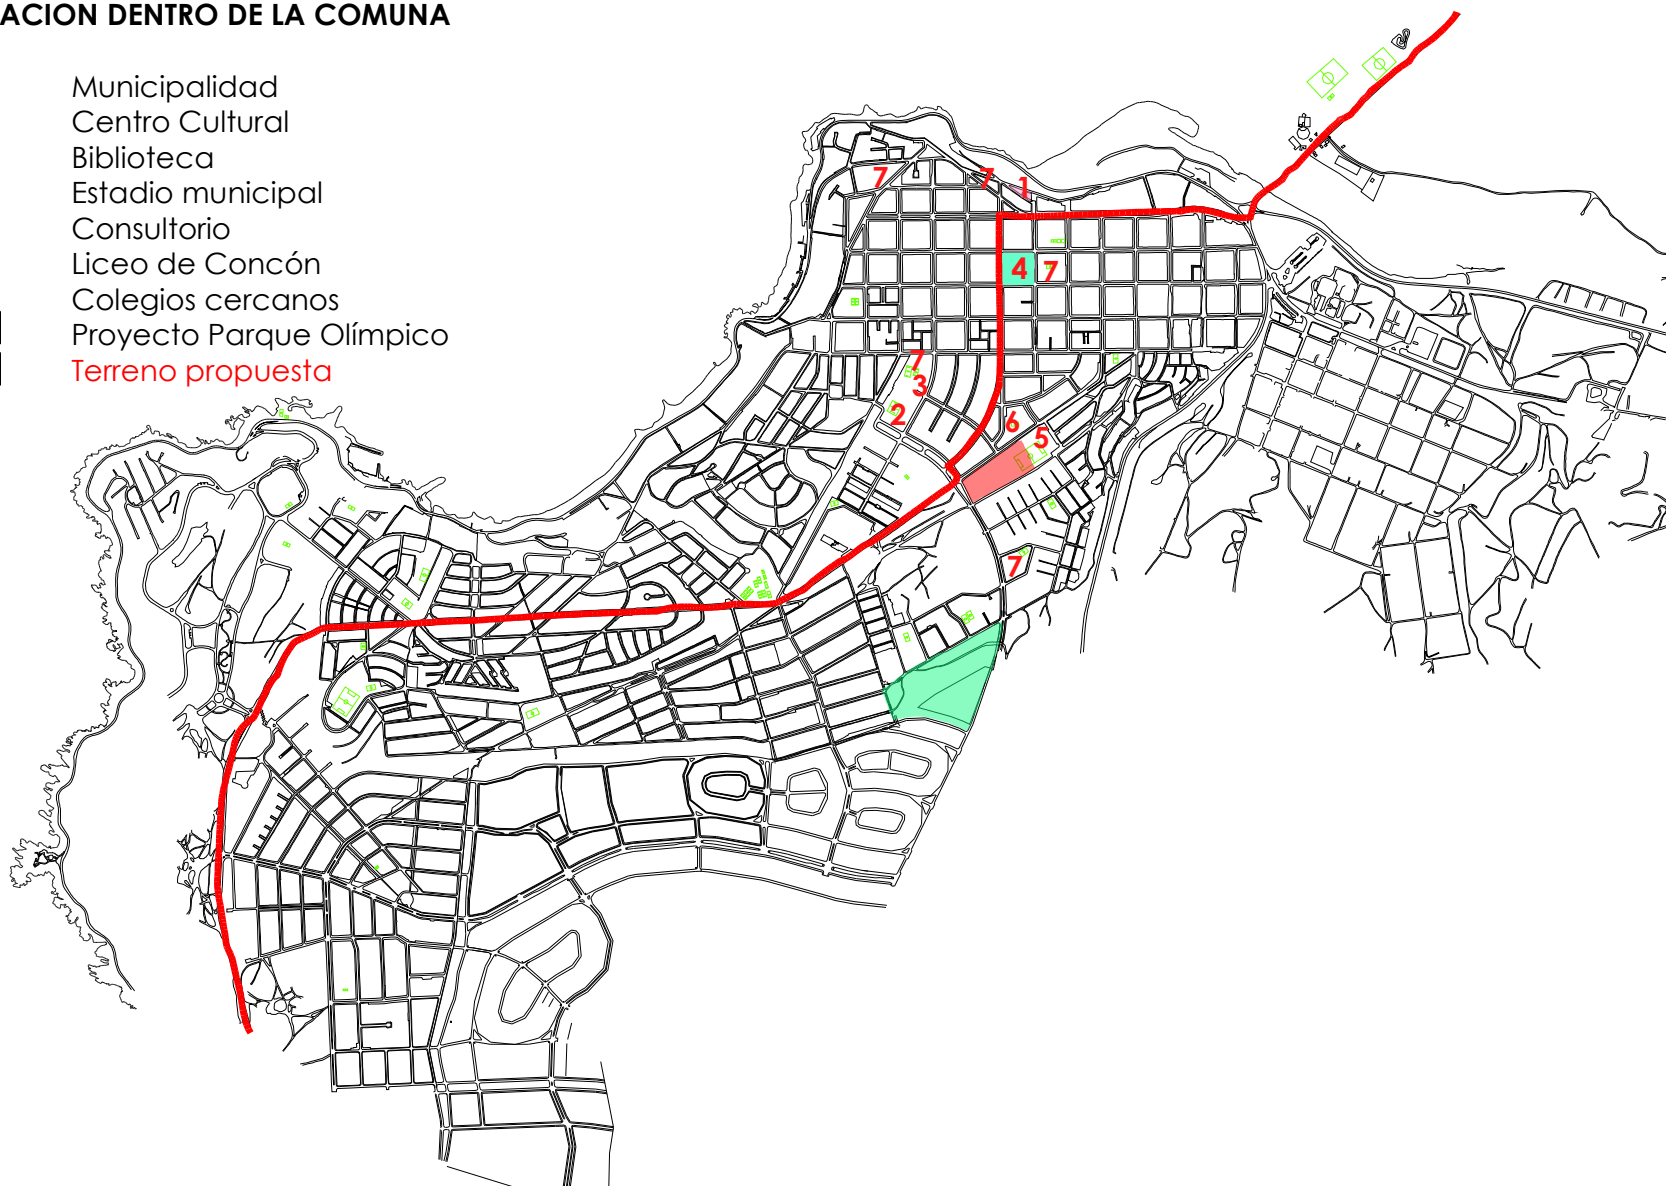 ACION DENTRO DE LA COMUNA
Municipalidad
Centro Cultural
Biblioteca
Estadio municipal
Consultorio
Liceo de Concón
Colegios cercanos
Proyecto Parque Olímpico
Terreno propuesta
7
7
1
4
7
7
3
2
6
5
7